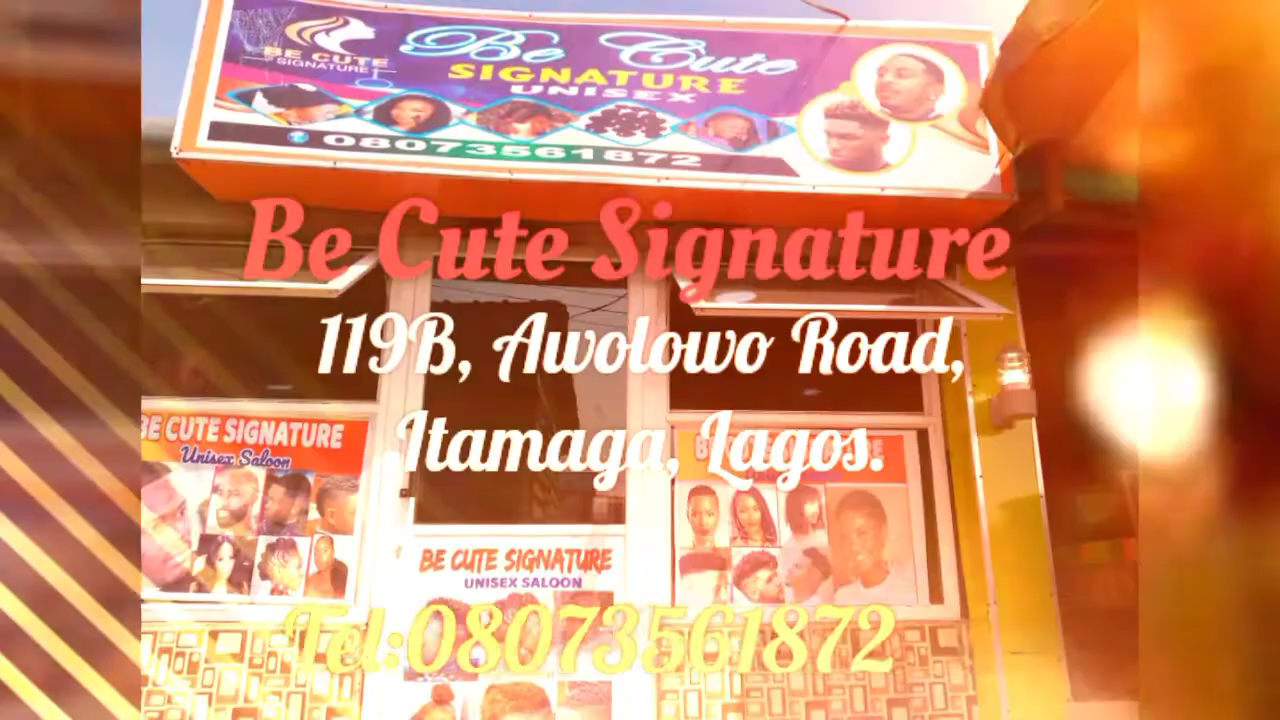 BE CUTE
SIGNATURE
Be Cute
SIGNATURE
UNISEX
08073561872
Be Cute Signature
119B, Awolowo Road,
Itamaga, Lagos.
BE CUTE SIGNATURE
Unisex Saloon
BE CUTE SIGNATURE
UNISEX SALOON
Tel:08073561872